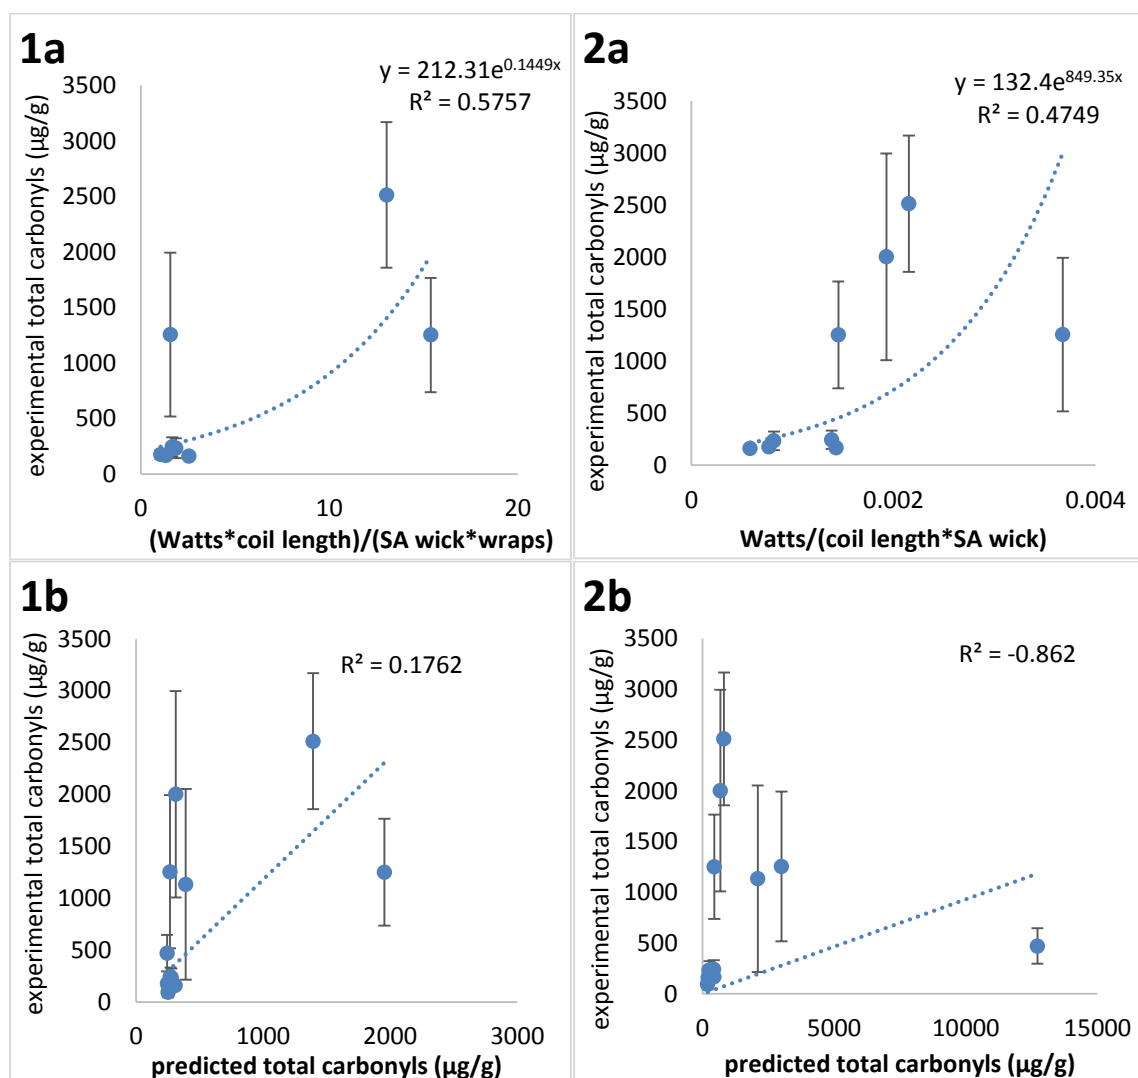 1a
y = 212.31e^0.1449x
R² = 0.5757
experimental total carbonyls (µg/g)
3500
3000
2500
2000
1500
1000
500
0
0 10 20
(Watts*coil length)/(SA wick*wraps)
2a
y = 132.4e^849.35x
R² = 0.4749
experimental total carbonyls (µg/g)
3500
3000
2500
2000
1500
1000
500
0
0 0.002 0.004
Watts/(coil length*SA wick)
1b
R² = 0.1762
experimental total carbonyls (µg/g)
3500
3000
2500
2000
1500
1000
500
0
0 1000 2000 3000
predicted total carbonyls (µg/g)
2b
R² = -0.862
experimental total carbonyls (µg/g)
3500
3000
2500
2000
1500
1000
500
0
0 5000 10000 15000
predicted total carbonyls (µg/g)